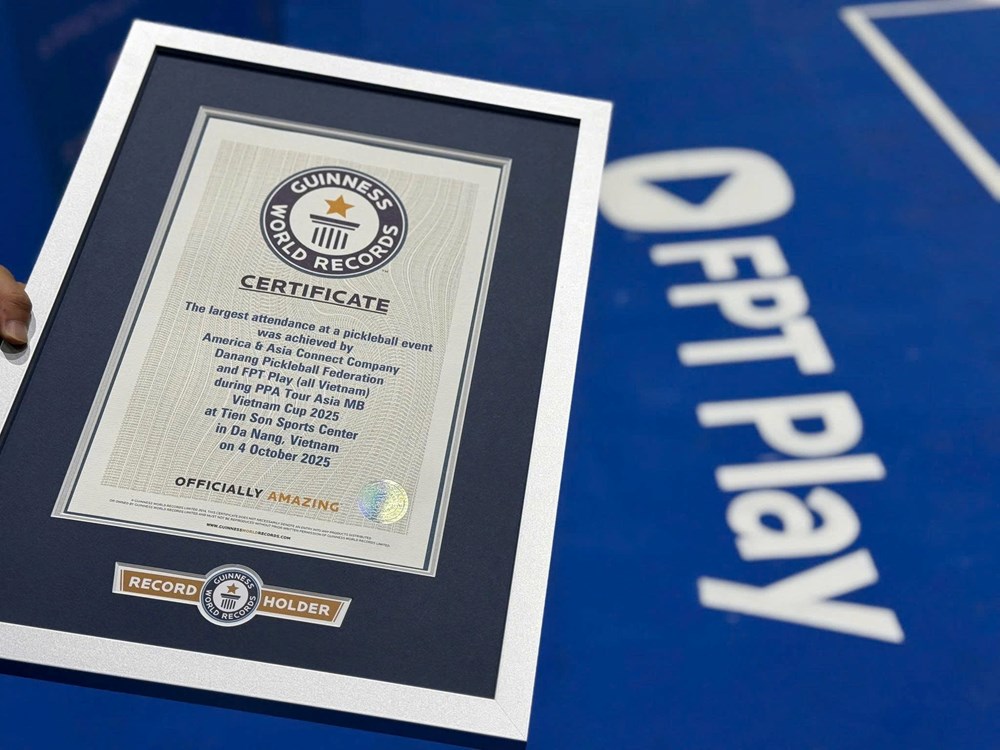 GUINNESS
WORLD RECORDS
CERTIFICATE
The largest attendance at a pickleball event
was achieved by
America & Asia Connect Company
Danang Pickleball Federation
and FPT Play (all Vietnam)
during PPA Tour Asia MB
Vietnam Cup 2025
at Tien Son Sports Center
in Da Nang, Vietnam
on 4 October 2025
OFFICIALLY AMAZING
WWW.GUINNESSWORLDRECORDS.COM
RECORD
GUINNESS
WORLD RECORDS
HOLDER
FPT Play